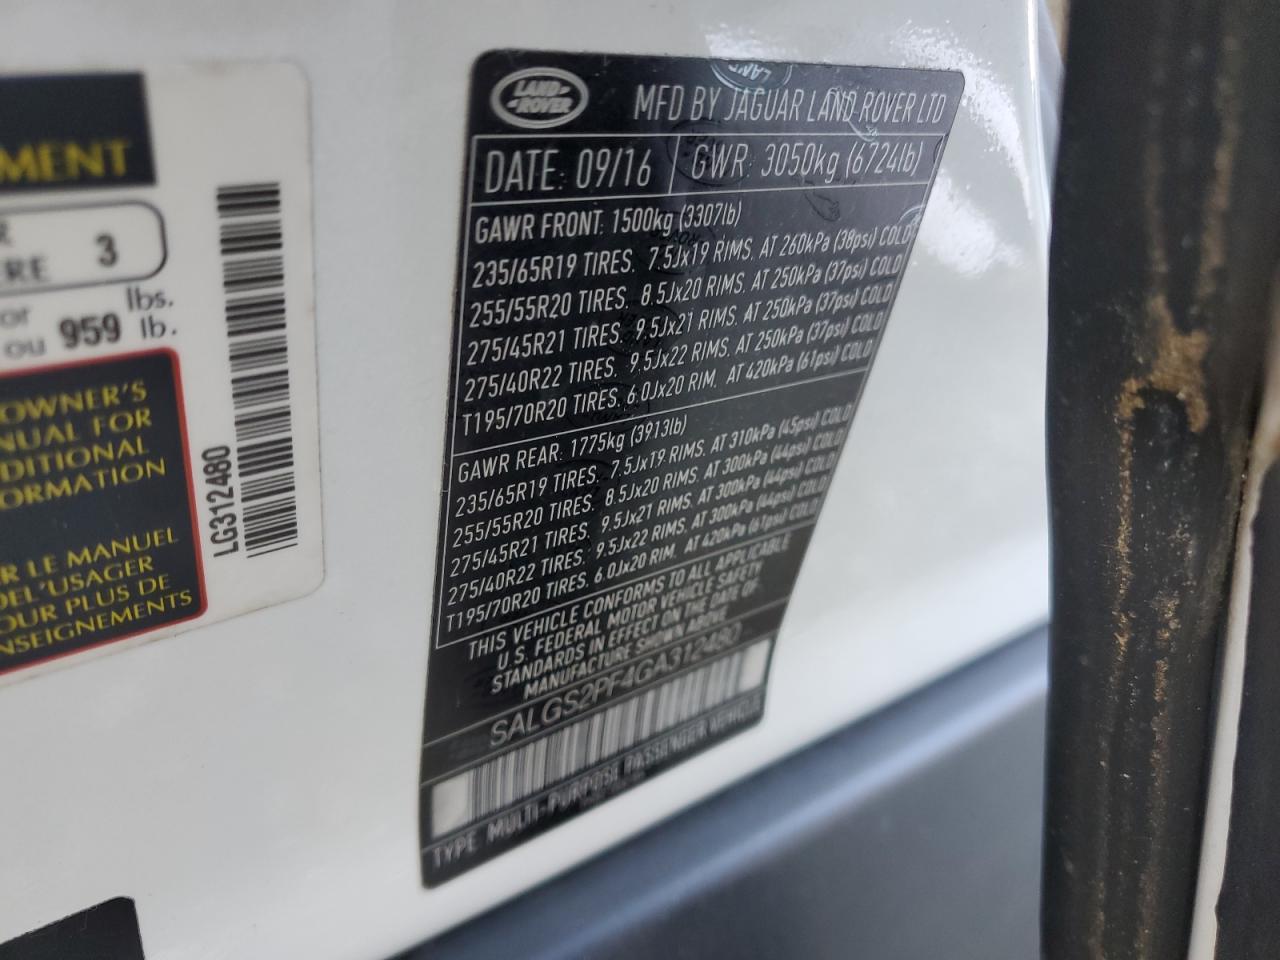 MENT
R
ERE 3
or lbs.
ou 959 lb.
OWNER'S
NUAL FOR
DDITIONAL
FORMATION
R LE MANUEL
DE L'USAGER
OUR PLUS DE
NSEIGNEMENTS
LG312480
LAND ROVER
MFD BY JAGUAR LAND ROVER LTD
DATE: 09/16 GWR: 3050kg (6724lb)
GAWR FRONT: 1500kg (3307lb)
235/65R19 TIRES. 7.5Jx19 RIMS. AT 260kPa (38psi) COLD
255/55R20 TIRES. 8.5Jx20 RIMS. AT 250kPa (37psi) COLD
275/45R21 TIRES. 9.5Jx21 RIMS. AT 250kPa (37psi) COLD
275/40R22 TIRES. 9.5Jx22 RIMS. AT 250kPa (37psi) COLD
T195/70R20 TIRES. 6.0Jx20 RIM. AT 420kPa (61psi) COLD
GAWR REAR: 1775kg (3913lb)
235/65R19 TIRES. 7.5Jx19 RIMS. AT 310kPa (45psi) COLD
255/55R20 TIRES. 8.5Jx20 RIMS. AT 300kPa (44psi) COLD
275/45R21 TIRES. 9.5Jx21 RIMS. AT 300kPa (44psi) COLD
275/40R22 TIRES. 9.5Jx22 RIMS. AT 300kPa (44psi) COLD
T195/70R20 TIRES. 6.0Jx20 RIM. AT 420kPa (61psi) COLD
THIS VEHICLE CONFORMS TO ALL APPLICABLE
U.S. FEDERAL MOTOR VEHICLE SAFETY
STANDARDS IN EFFECT ON THE DATE OF
MANUFACTURE SHOWN ABOVE
SALGS2PF4GA312480
TYPE MULTI-PURPOSE PASSENGER VEHICLE